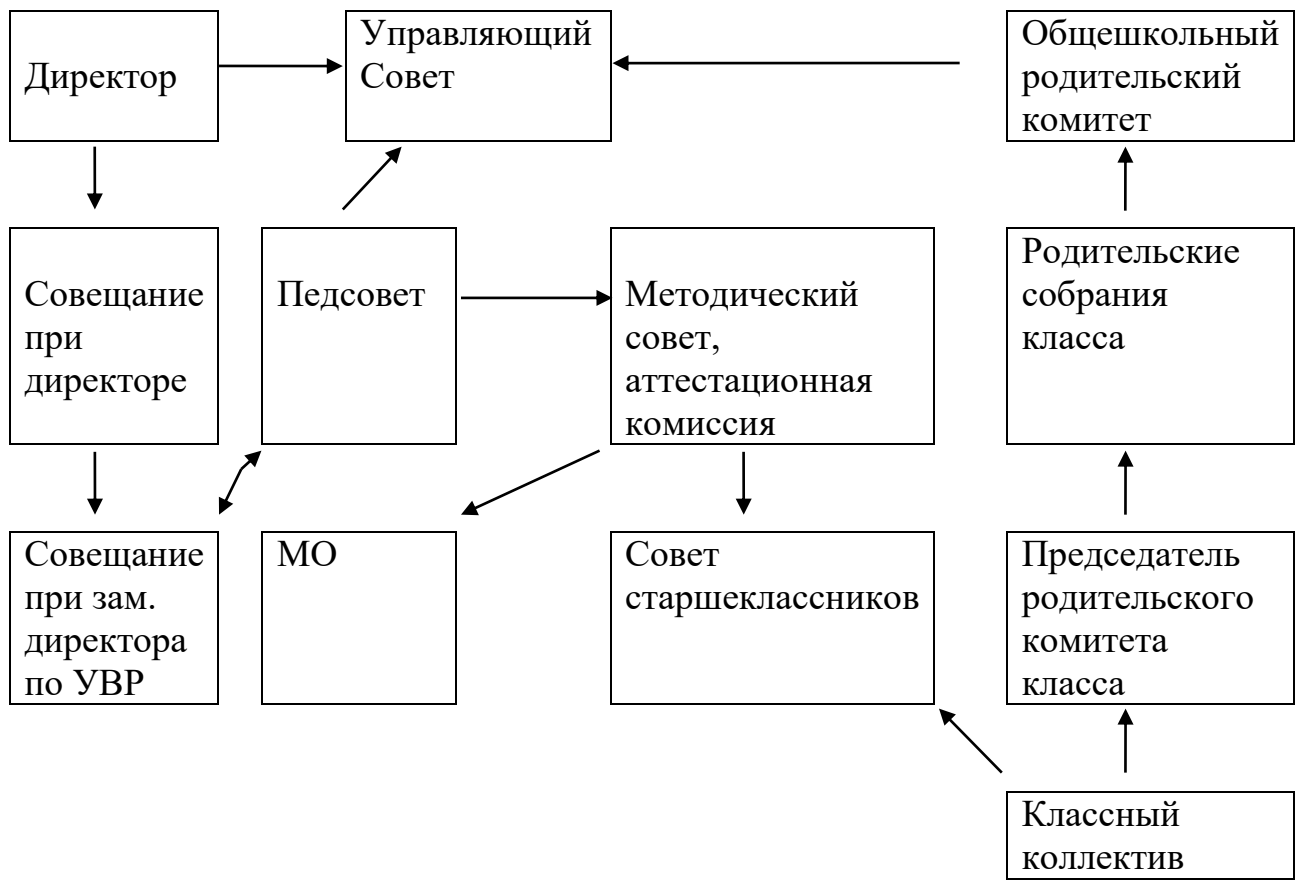 Директор
Управляющий
Совет
Общешкольный
родительский
комитет
Совещание
при
директоре
Педсовет
Методический
совет,
аттестационная
комиссия
Родительские
собрания
класса
Совещание
при зам.
директора
по УВР
МО
Совет
старшеклассников
Председатель
родительского
комитета
класса
Классный
коллектив